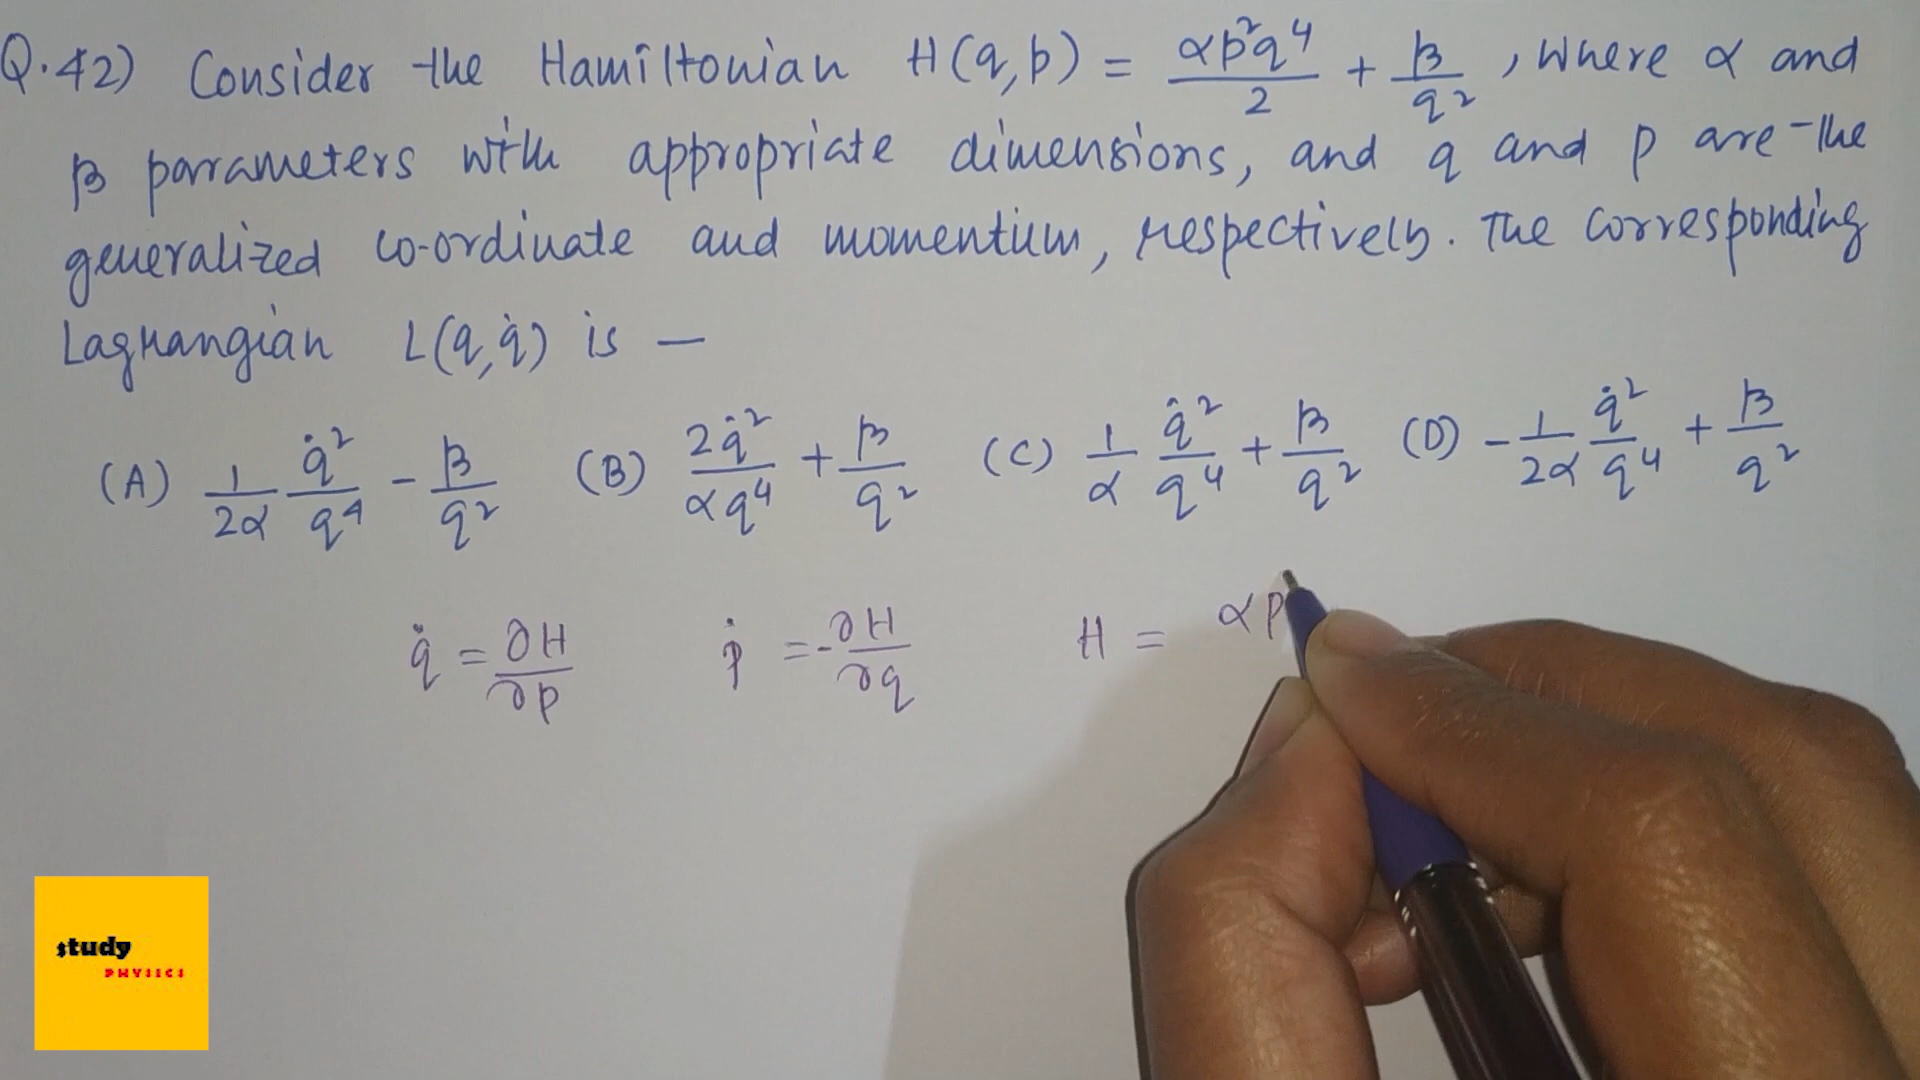 Q.42) Consider the Hamiltonian H(q,p) = αp²q⁴/2 + β/q², where α and
β parameters with appropriate dimensions, and q and p are the
generalized co-ordinate and momentum, respectively. The corresponding
Lagrangian L(q,q̇) is —
(A) 1/2α q̇²/q⁴ - β/q² (B) 2q̇²/αq⁴ + β/q² (C) 1/α q̇²/q⁴ + β/q² (D) -1/2α q̇²/q⁴ + β/q²
q̇ = ∂H/∂p ṗ = -∂H/∂q H = αp
study
PHYSICS